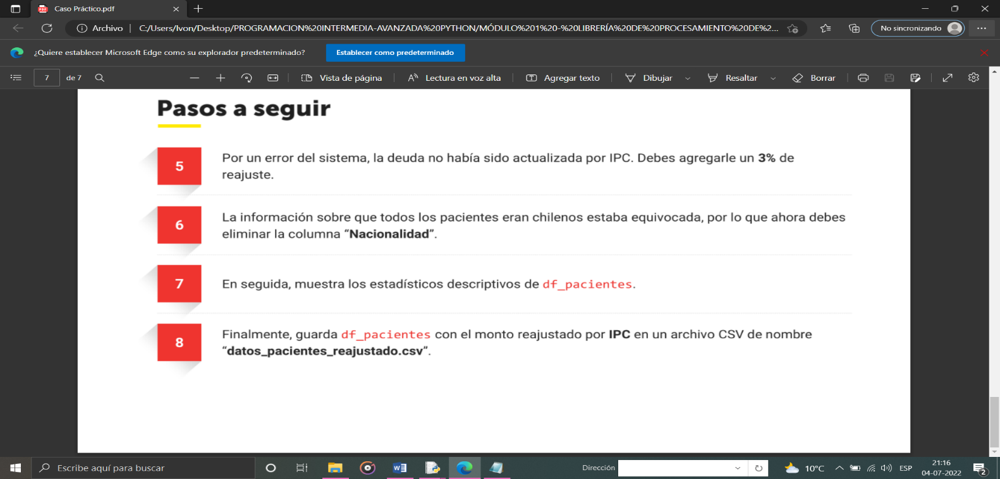 Caso Práctico.pdf
Archivo | C:/Users/Ivon/Desktop/PROGRAMACION%20INTERMEDIA-AVANZADA%20PYTHON/MÓDULO%201%20-%20LIBRERÍA%20DE%20PROCESAMIENTO%20DE%2...
No sincronizando
¿Quiere establecer Microsoft Edge como su explorador predeterminado?
Establecer como predeterminado
7 de 7
Vista de página
Lectura en voz alta
Agregar texto
Dibujar
Resaltar
Borrar
Pasos a seguir
5
Por un error del sistema, la deuda no había sido actualizada por IPC. Debes agregarle un 3% de
reajuste.
6
La información sobre que todos los pacientes eran chilenos estaba equivocada, por lo que ahora debes
eliminar la columna “Nacionalidad”.
7
En seguida, muestra los estadísticos descriptivos de df_pacientes.
8
Finalmente, guarda df_pacientes con el monto reajustado por IPC en un archivo CSV de nombre
“datos_pacientes_reajustado.csv”.
Escribe aquí para buscar
Dirección
10°C
ESP
21:16
04-07-2022
2